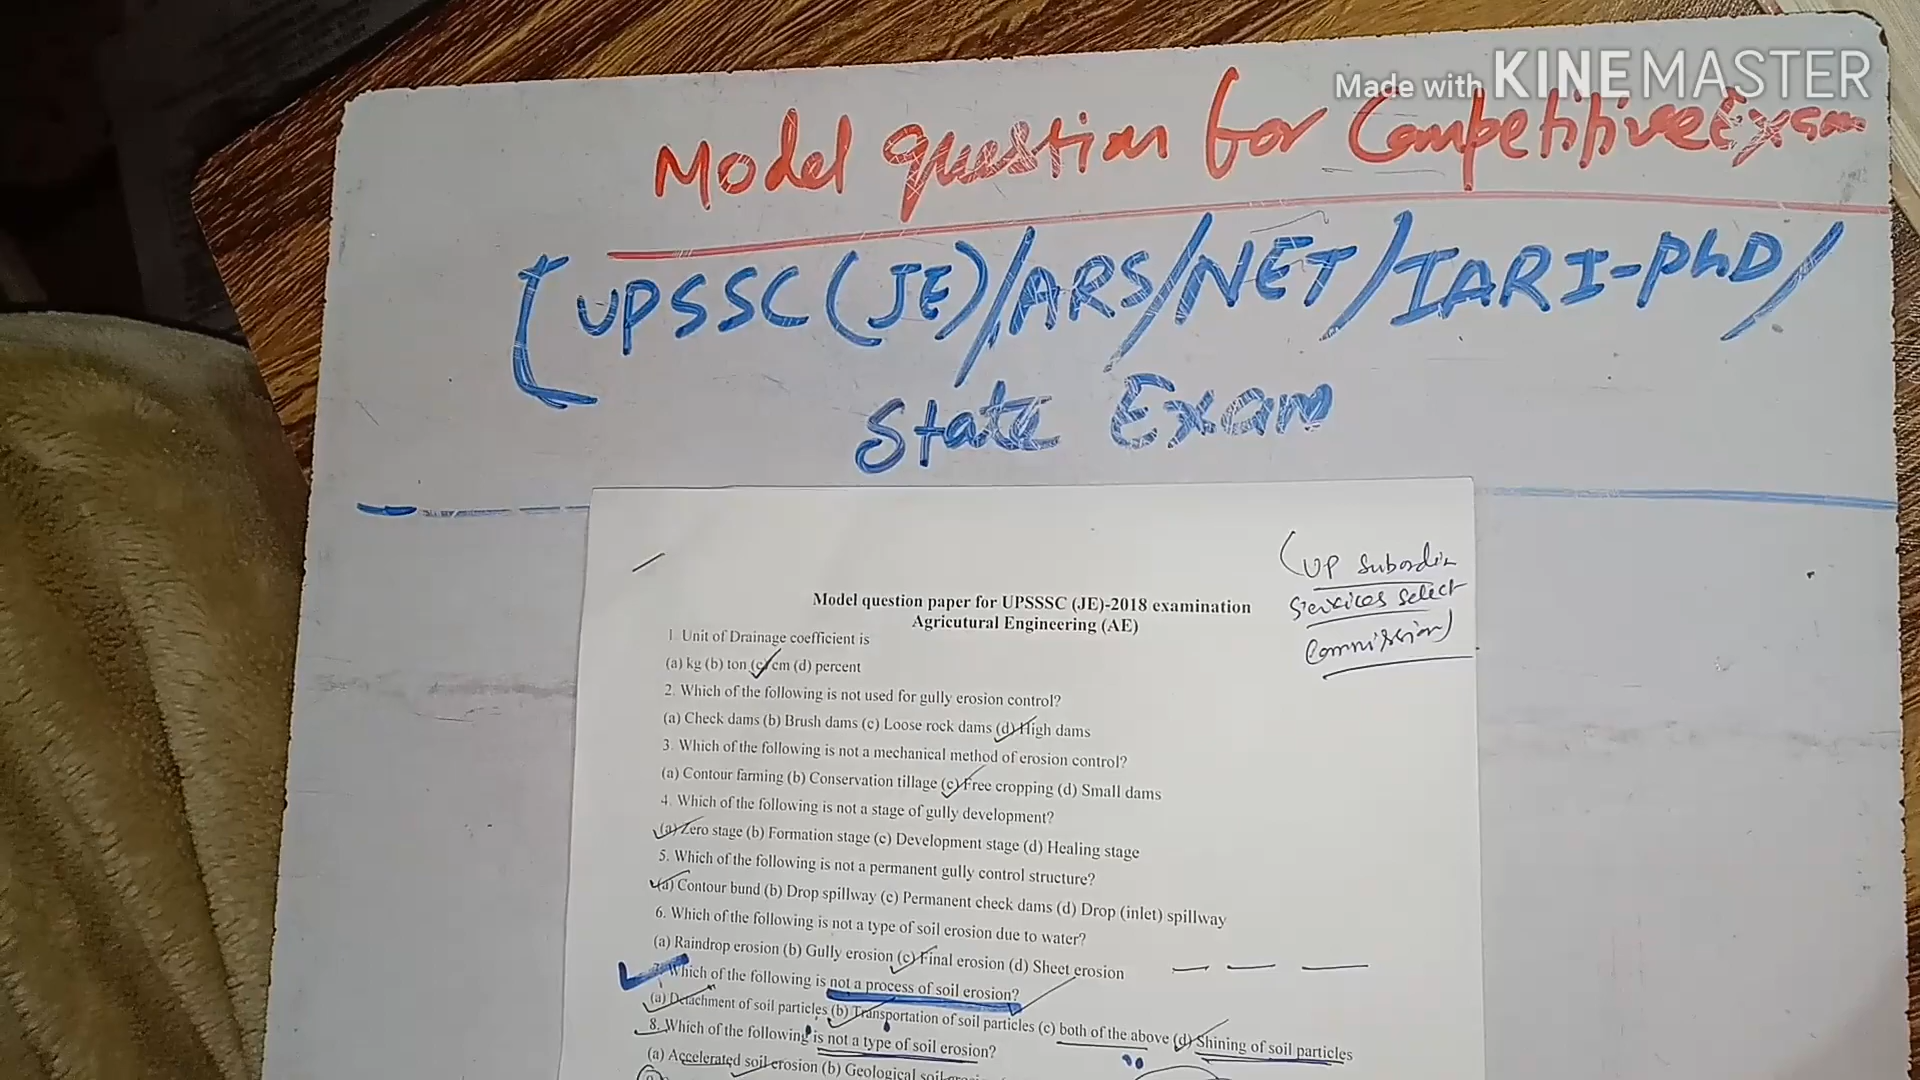 Made with KINEMASTER
Model question for Competitive Exam
[UPSSSC (JE)/ARS/NET/IARI-PhD/
State Exam
(UP Subordin
Services select
Commission)
Model question paper for UPSSSC (JE)-2018 examination
Agricutural Engineering (AE)
1. Unit of Drainage coefficient is
(a) kg (b) ton (c) cm (d) percent
2. Which of the following is not used for gully erosion control?
(a) Check dams (b) Brush dams (c) Loose rock dams (d) High dams
3. Which of the following is not a mechanical method of erosion control?
(a) Contour farming (b) Conservation tillage (c) Free cropping (d) Small dams
4. Which of the following is not a stage of gully development?
(a) Zero stage (b) Formation stage (c) Development stage (d) Healing stage
5. Which of the following is not a permanent gully control structure?
(a) Contour bund (b) Drop spillway (c) Permanent check dams (d) Drop (inlet) spillway
6. Which of the following is not a type of soil erosion due to water?
(a) Raindrop erosion (b) Gully erosion (c) Final erosion (d) Sheet erosion
7. Which of the following is not a process of soil erosion?
(a) Detachment of soil particles (b) Transportation of soil particles (c) both of the above (d) Shining of soil particles
8. Which of the following is not a type of soil erosion?
(a) Accelerated soil erosion (b) Geological soil